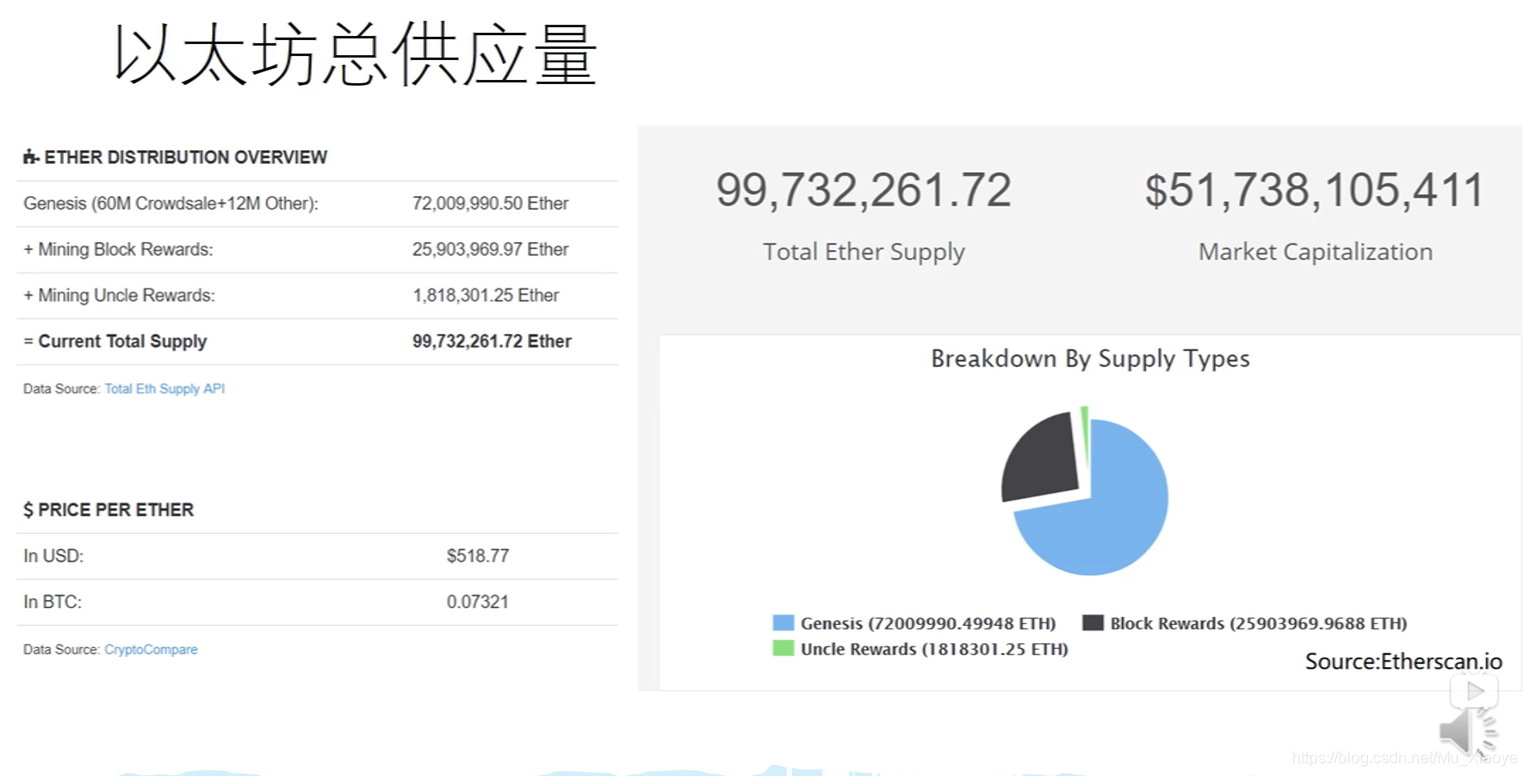 以太坊总供应量
ETHER DISTRIBUTION OVERVIEW
Genesis (60M Crowdsale+12M Other): 72,009,990.50 Ether
+ Mining Block Rewards: 25,903,969.97 Ether
+ Mining Uncle Rewards: 1,818,301.25 Ether
= Current Total Supply 99,732,261.72 Ether
Data Source: Total Eth Supply API
$ PRICE PER ETHER
In USD: $518.77
In BTC: 0.07321
Data Source: CryptoCompare
99,732,261.72 $51,738,105,411
Total Ether Supply Market Capitalization
Breakdown By Supply Types
Genesis (72009990.49948 ETH) Block Rewards (25903969.9688 ETH)
Uncle Rewards (1818301.25 ETH)
Source:Etherscan.io
https://blog.csdn.net/Mu_Xiaoye